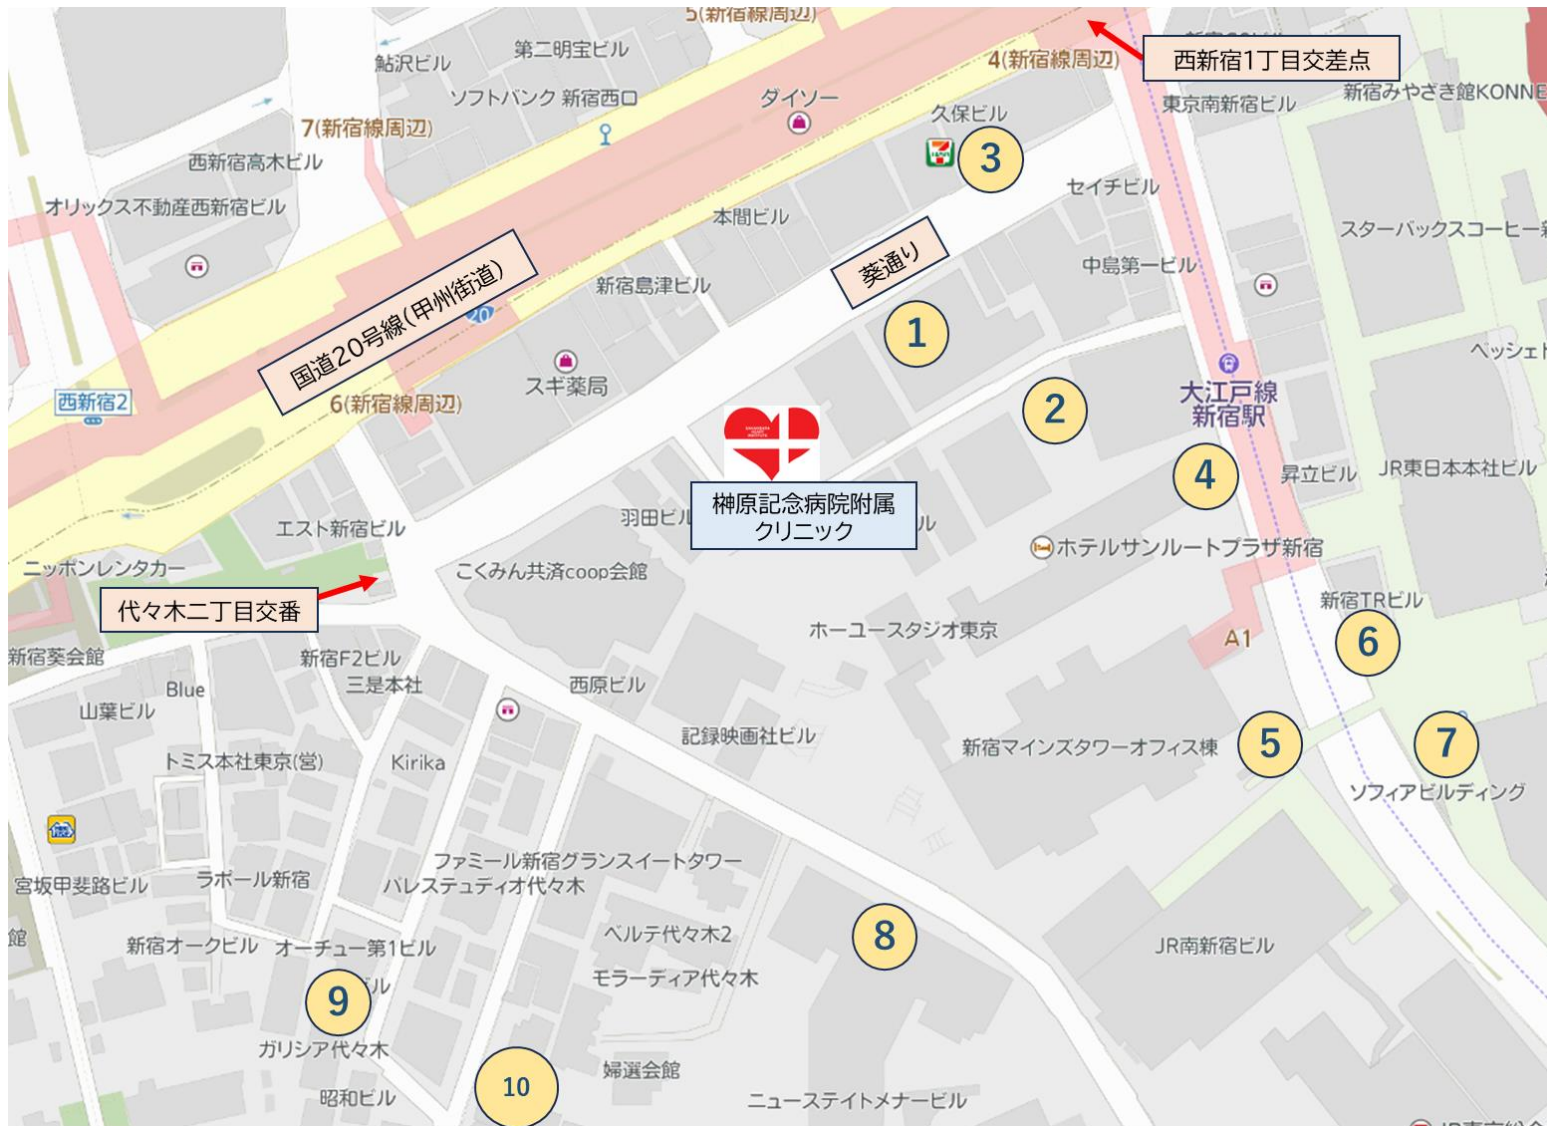 5(新宿線周辺)
鮎沢ビル
第二明宝ビル
4(新宿線周辺)
西新宿1丁目交差点
ソフトバンク 新宿西口
ダイソー
久保ビル
東京南新宿ビル
新宿みやざき館KONNE
7(新宿線周辺)
西新宿高木ビル
3
オリックス不動産西新宿ビル
本間ビル
セイチビル
スターバックスコーヒー
葵通り
中島第一ビル
新宿島津ビル
国道20号線(甲州街道)
20
1
ペッシェ
スギ薬局
大江戸線
新宿駅
西新宿2
6(新宿線周辺)
2
4
昇立ビル
JR東日本本社ビル
榊原記念病院附属
クリニック
羽田ビル
ル
エスト新宿ビル
ホテルサンルートプラザ新宿
ニッポンレンタカー
こくみん共済coop会館
代々木二丁目交番
新宿TRビル
ホーユースタジオ東京
A1
6
新宿葵会館
新宿F2ビル
三是本社
Blue
西原ビル
山葉ビル
記録映画社ビル
新宿マインズタワーオフィス棟
5
7
トミス本社東京(営)
Kirika
ソフィアビルディング
ファミール新宿グランスイートタワー
宮坂甲斐路ビル
ラポール新宿
パレステュディオ代々木
館
新宿オークビル
オーチュー第1ビル
ベルテ代々木2
8
JR南新宿ビル
モラーディア代々木
9
ル
ガリシア代々木
10
婦選会館
昭和ビル
ニューステイトメナービル